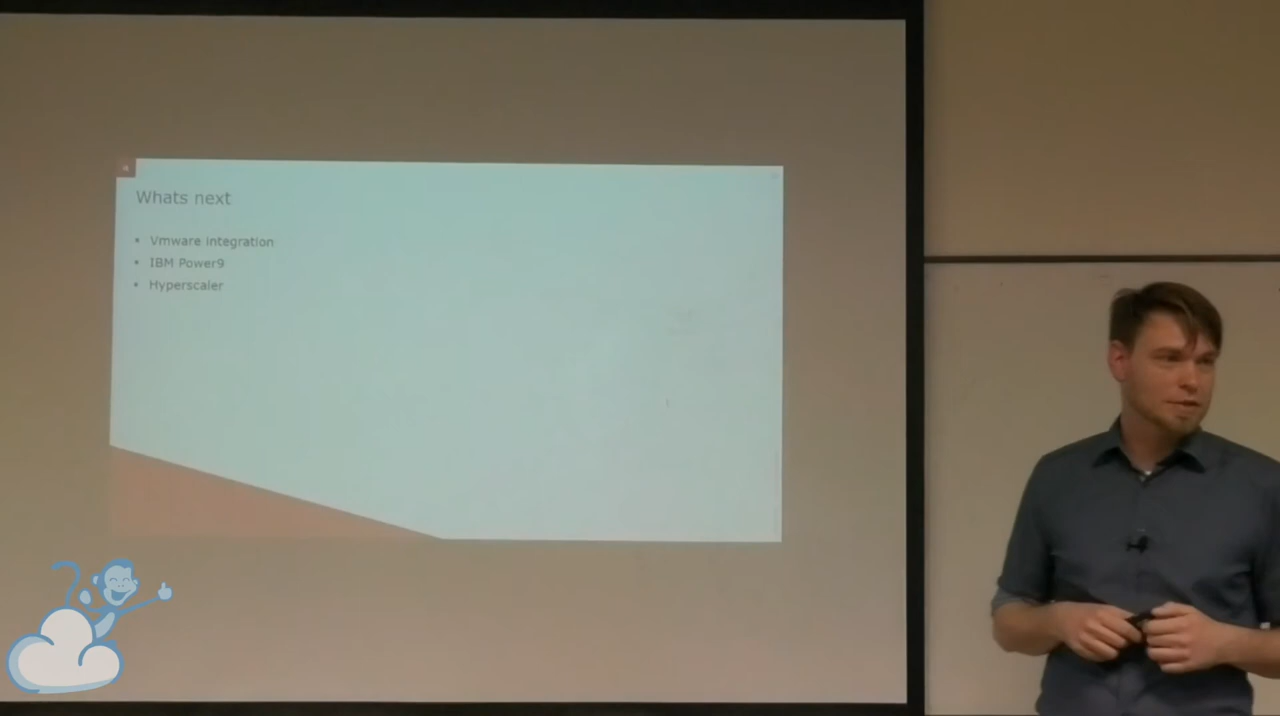 Whats next
• Vmware integration
• IBM Power9
• Hyperscaler